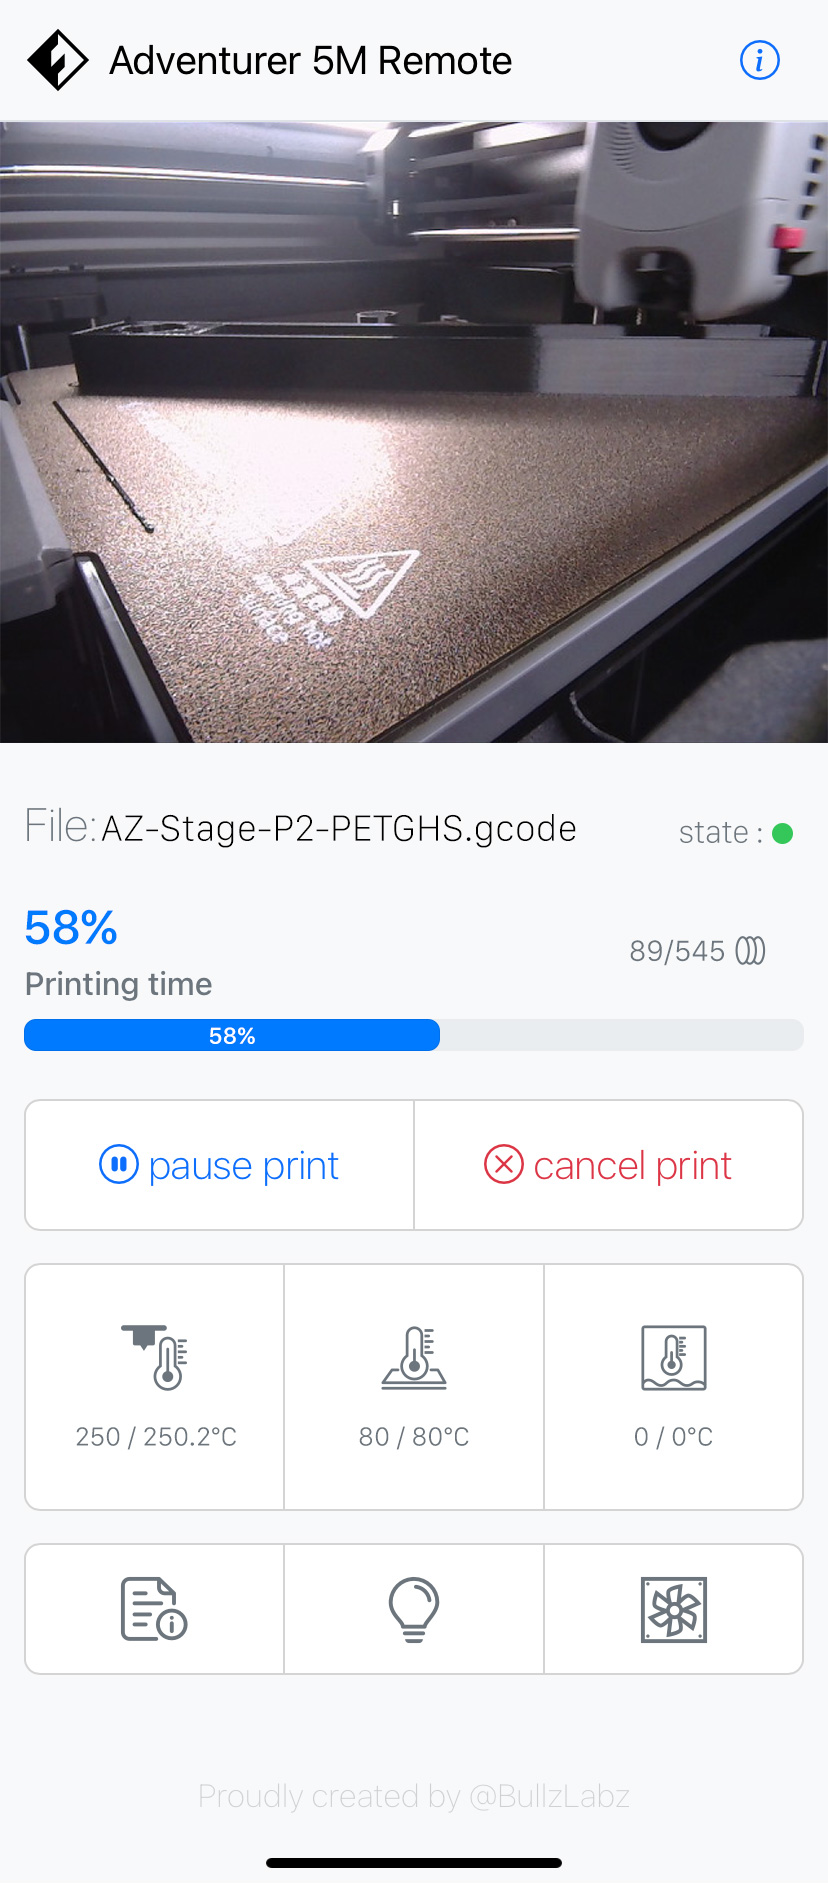 Adventurer 5M Remote
File: AZ-Stage-P2-PETGHS.gcode
state :
58%
89/545
Printing time
58%
pause print
cancel print
250 / 250.2°C
80 / 80°C
0 / 0°C
Proudly created by @BullzLabz